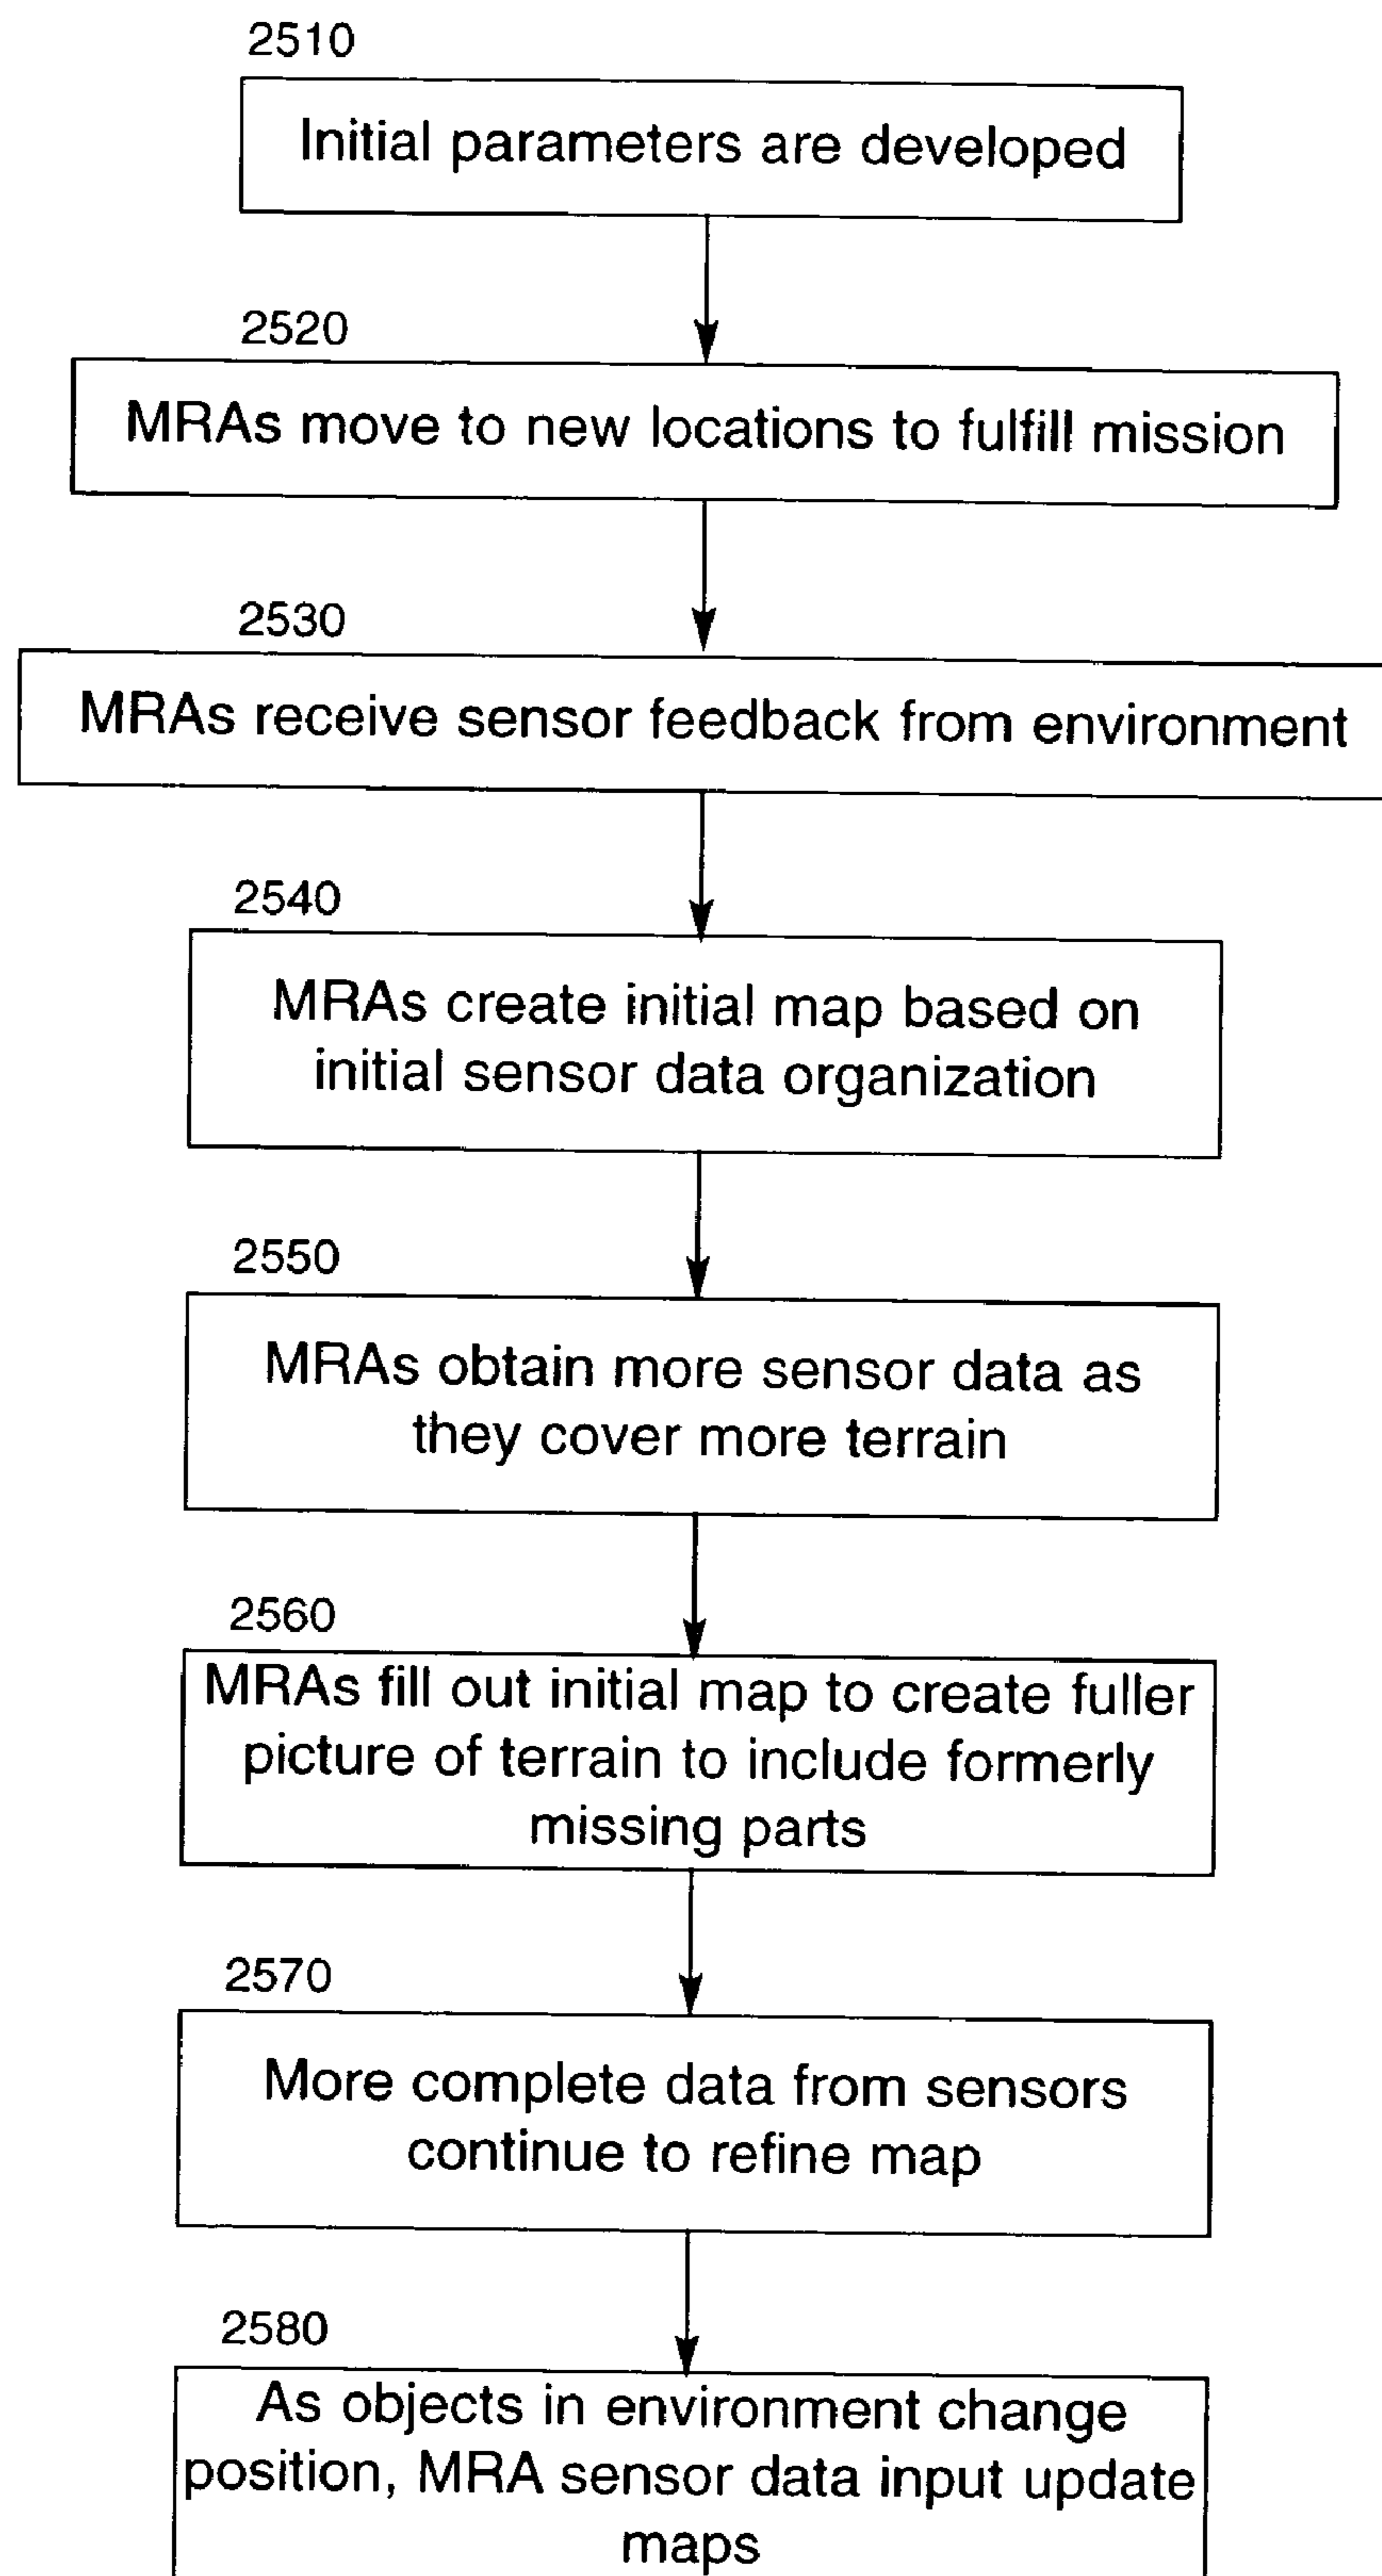 2510
Initial parameters are developed
2520
MRAs move to new locations to fulfill mission
2530
MRAs receive sensor feedback from environment
2540
MRAs create initial map based on
initial sensor data organization
2550
MRAs obtain more sensor data as
they cover more terrain
2560
MRAs fill out initial map to create fuller
picture of terrain to include formerly
missing parts
2570
More complete data from sensors
continue to refine map
2580
As objects in environment change
position, MRA sensor data input update
maps